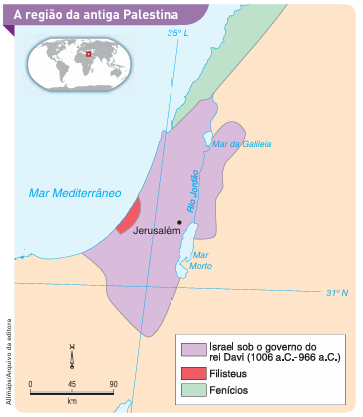 A região da antiga Palestina
35° L
Mar da Galileia
Rio Jordão
Mar Mediterrâneo
Jerusalém
Mar
Morto
31° N
Israel sob o governo do
rei Davi (1006 a.C.-966 a.C.)
Filisteus
Fenícios
N
0 45 90
km
Allmaps/Arquivo da editora